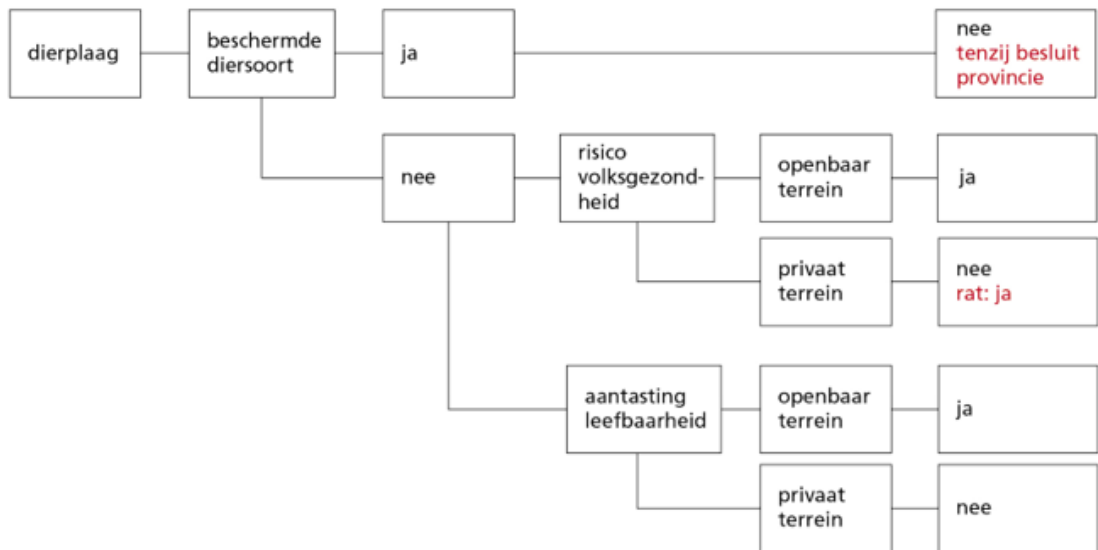 dierplaag
beschermde
diersoort
ja
nee
tenzij besluit
provincie
nee
risico
volksgezond-
heid
openbaar
terrein
ja
privaat
terrein
nee
rat: ja
aantasting
leefbaarheid
openbaar
terrein
ja
privaat
terrein
nee